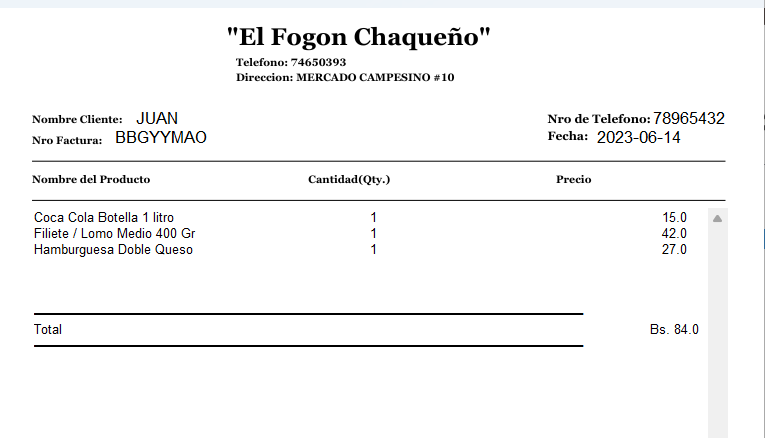 "El Fogon Chaqueño"
Telefono: 74650393
Direccion: MERCADO CAMPESINO #10
Nombre Cliente: JUAN Nro de Telefono: 78965432
Nro Factura: BBGYYMAO Fecha: 2023-06-14
Nombre del Producto Cantidad(Qty.) Precio
Coca Cola Botella 1 litro 1 15.0
Filiete / Lomo Medio 400 Gr 1 42.0
Hamburguesa Doble Queso 1 27.0
Total Bs. 84.0